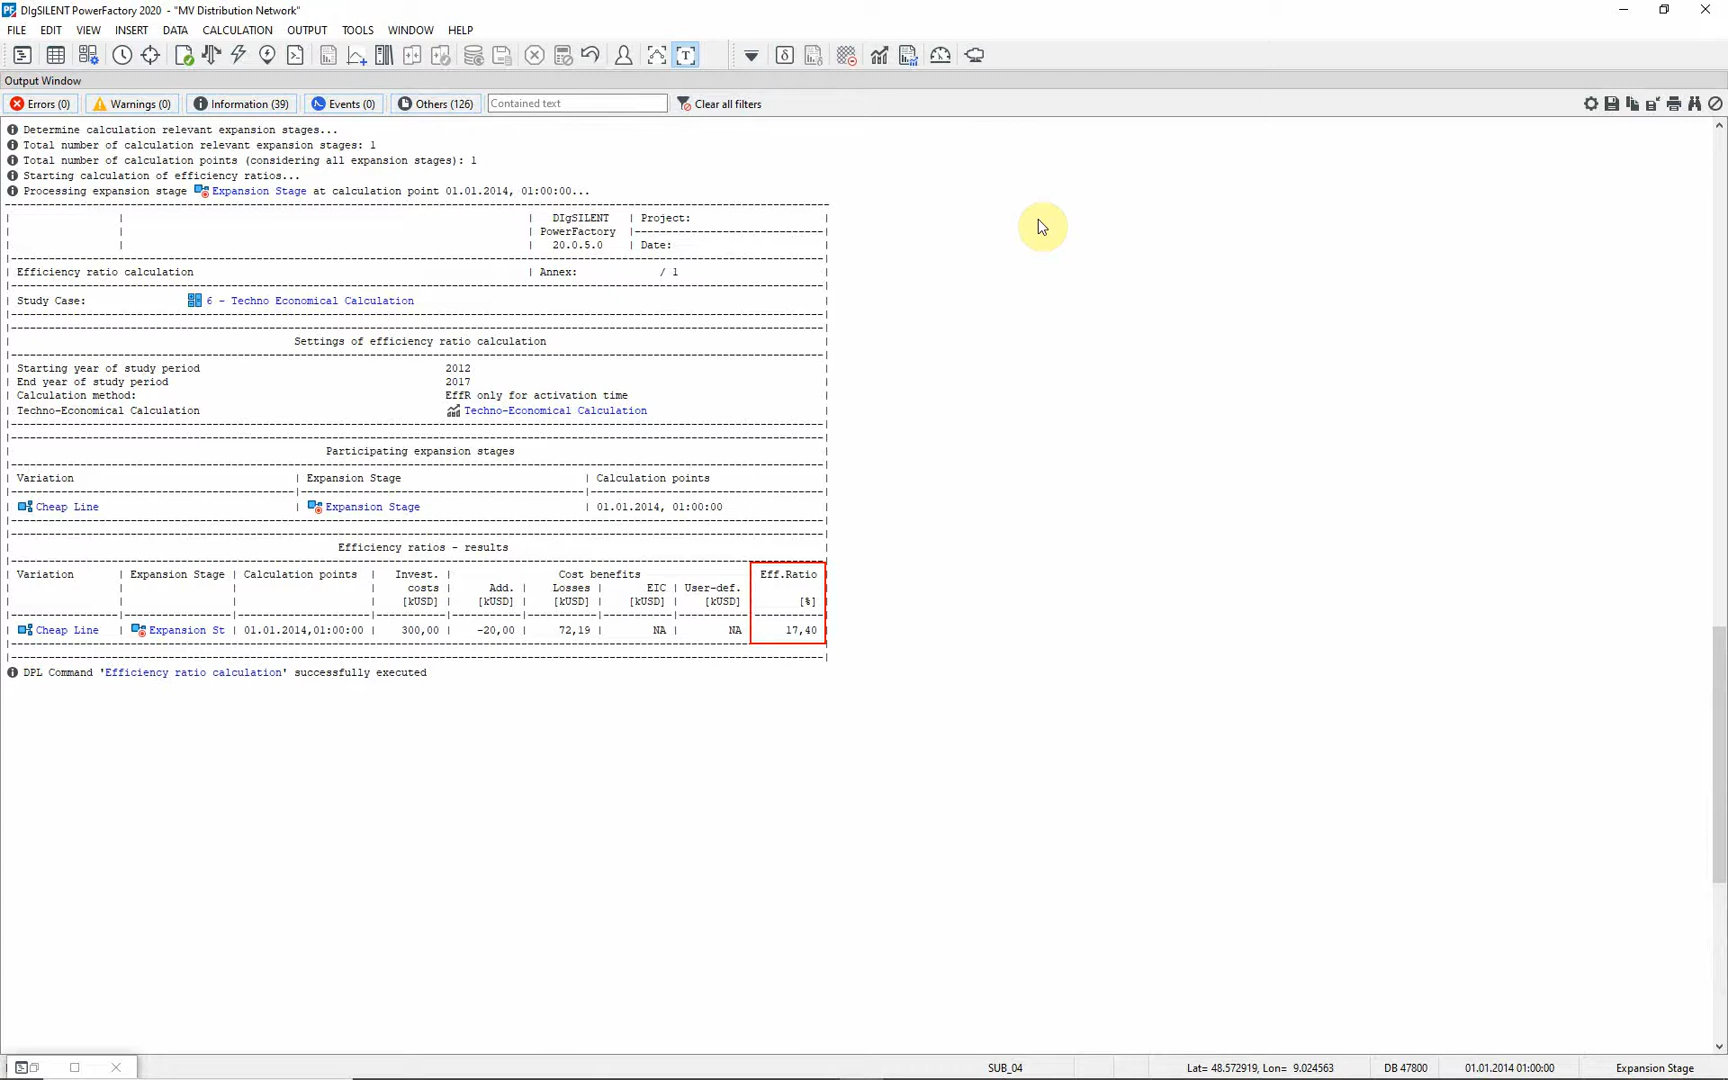 DIgSILENT PowerFactory 2020 - "MV Distribution Network"
FILE EDIT VIEW INSERT DATA CALCULATION OUTPUT TOOLS WINDOW HELP
Output Window
Errors (0) Warnings (0) Information (39) Events (0) Others (126) Contained text Clear all filters
Determine calculation relevant expansion stages...
Total number of calculation relevant expansion stages: 1
Total number of calculation points (considering all expansion stages): 1
Starting calculation of efficiency ratios...
Processing expansion stage Expansion Stage at calculation point 01.01.2014, 01:00:00...
| | | DIgSILENT | Project: |
| PowerFactory |
| | 20.0.5.0 | Date: |
| Efficiency ratio calculation | Annex: / 1 |
| Study Case: 6 - Techno Economical Calculation |
| Settings of efficiency ratio calculation |
| Starting year of study period 2012 |
| End year of study period 2017 |
| Calculation method: EffR only for activation time |
| Techno-Economical Calculation Techno-Economical Calculation |
| Participating expansion stages |
| Variation | Expansion Stage | Calculation points |
| Cheap Line | Expansion Stage | 01.01.2014, 01:00:00 |
| Efficiency ratios - results |
| Variation | Expansion Stage | Calculation points | Invest. | Cost benefits Eff.Ratio
| | | | costs | Add. | Losses | EIC | User-def.
| | | | [kUSD] | [kUSD] | [kUSD] | [kUSD] | [kUSD] [%]
| Cheap Line | Expansion St | 01.01.2014,01:00:00 | 300,00 | -20,00 | 72,19 | NA | NA 17,40
DPL Command 'Efficiency ratio calculation' successfully executed
SUB_04 Lat= 48.572919, Lon= 9.024563 DB 47800 01.01.2014 01:00:00 Expansion Stage